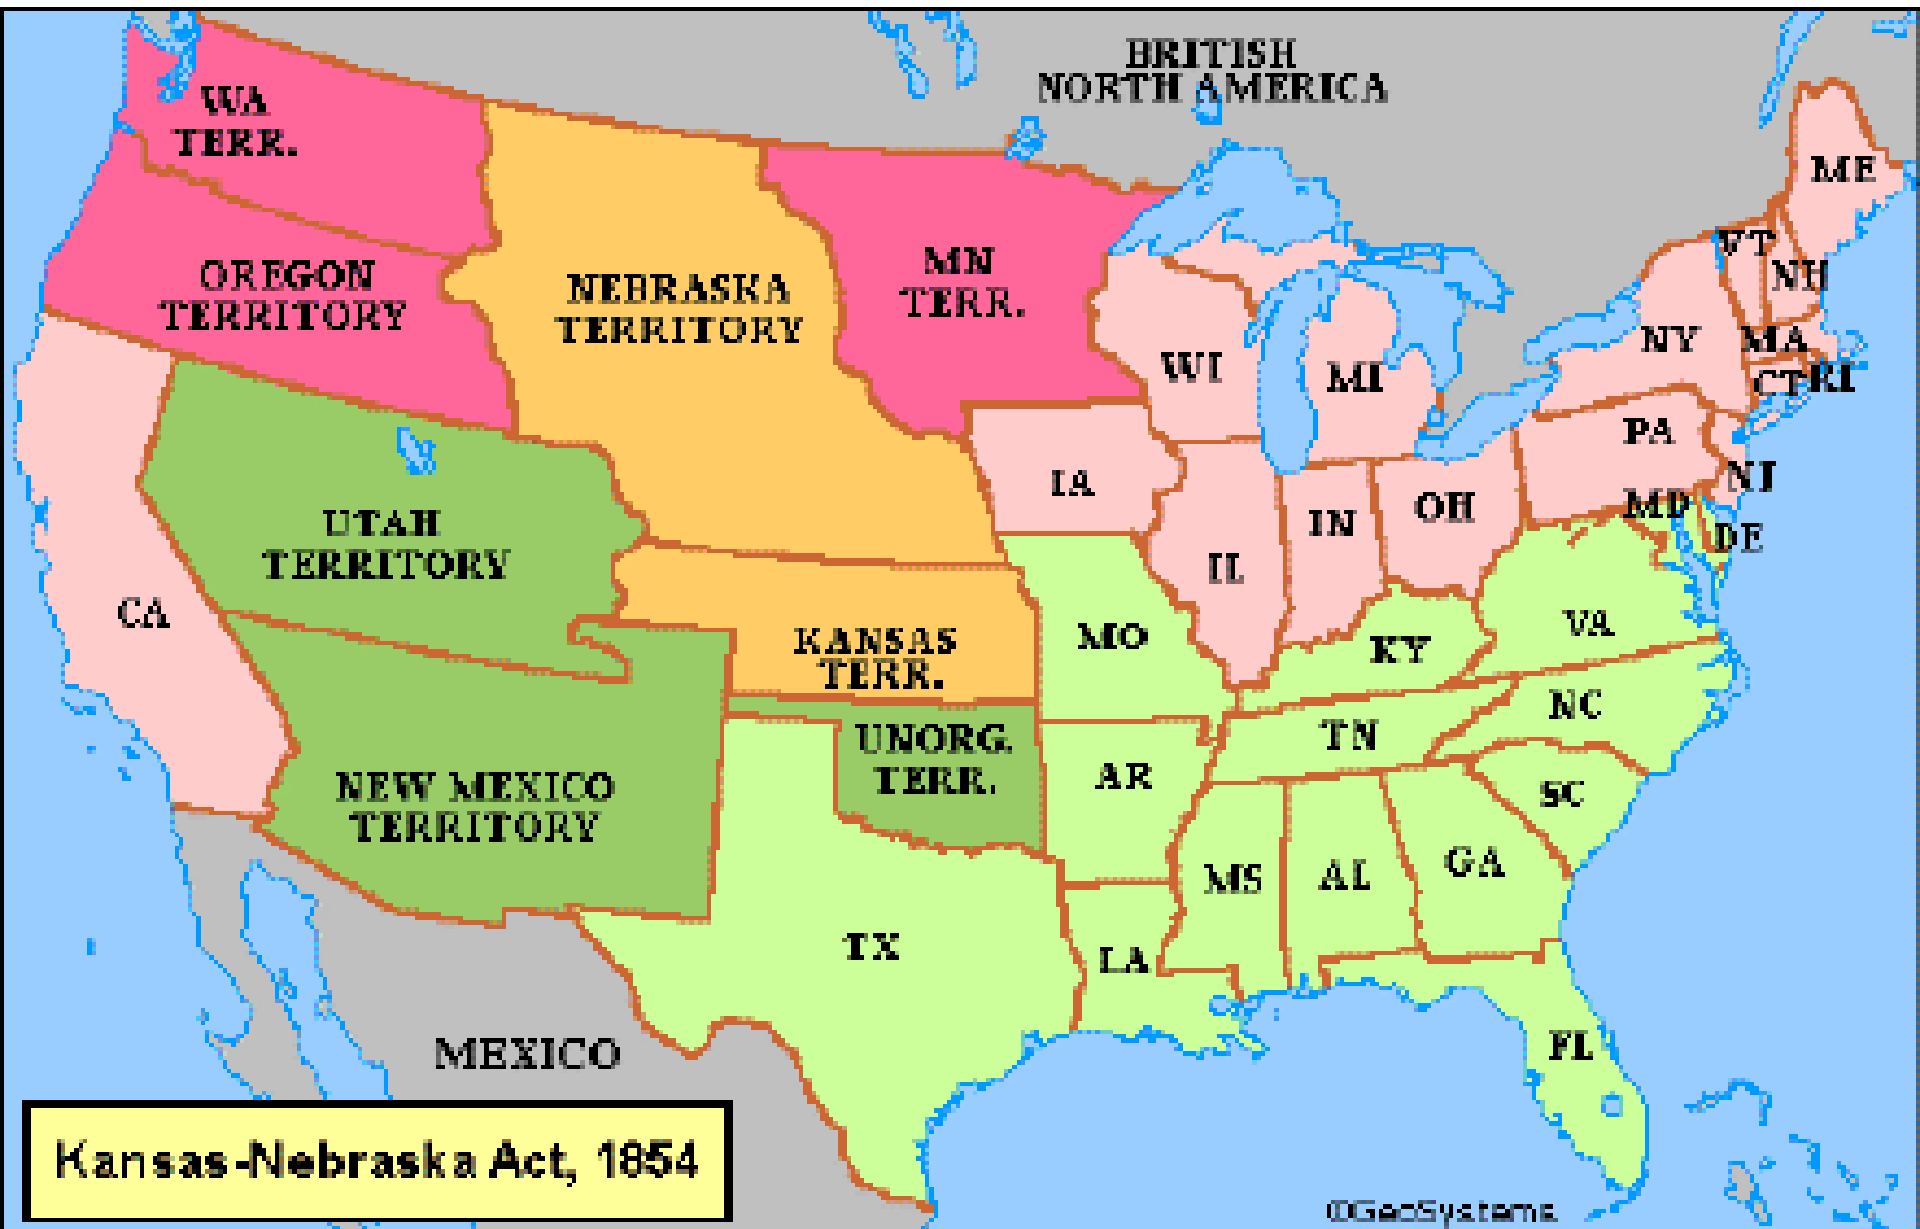 BRITISH
NORTH AMERICA
WA
TERR.
ME
OREGON
TERRITORY
NEBRASKA
TERRITORY
MN
TERR.
VT
NH
WI
MI
NY
MA
CT
RI
IA
PA
NJ
UTAH
TERRITORY
IL
IN
OH
MD
DE
CA
KANSAS
TERR.
MO
KY
VA
NEW MEXICO
TERRITORY
UNORG.
TERR.
AR
TN
NC
SC
MS
AL
GA
TX
LA
FL
MEXICO
Kansas-Nebraska Act, 1854
©GeoSystems